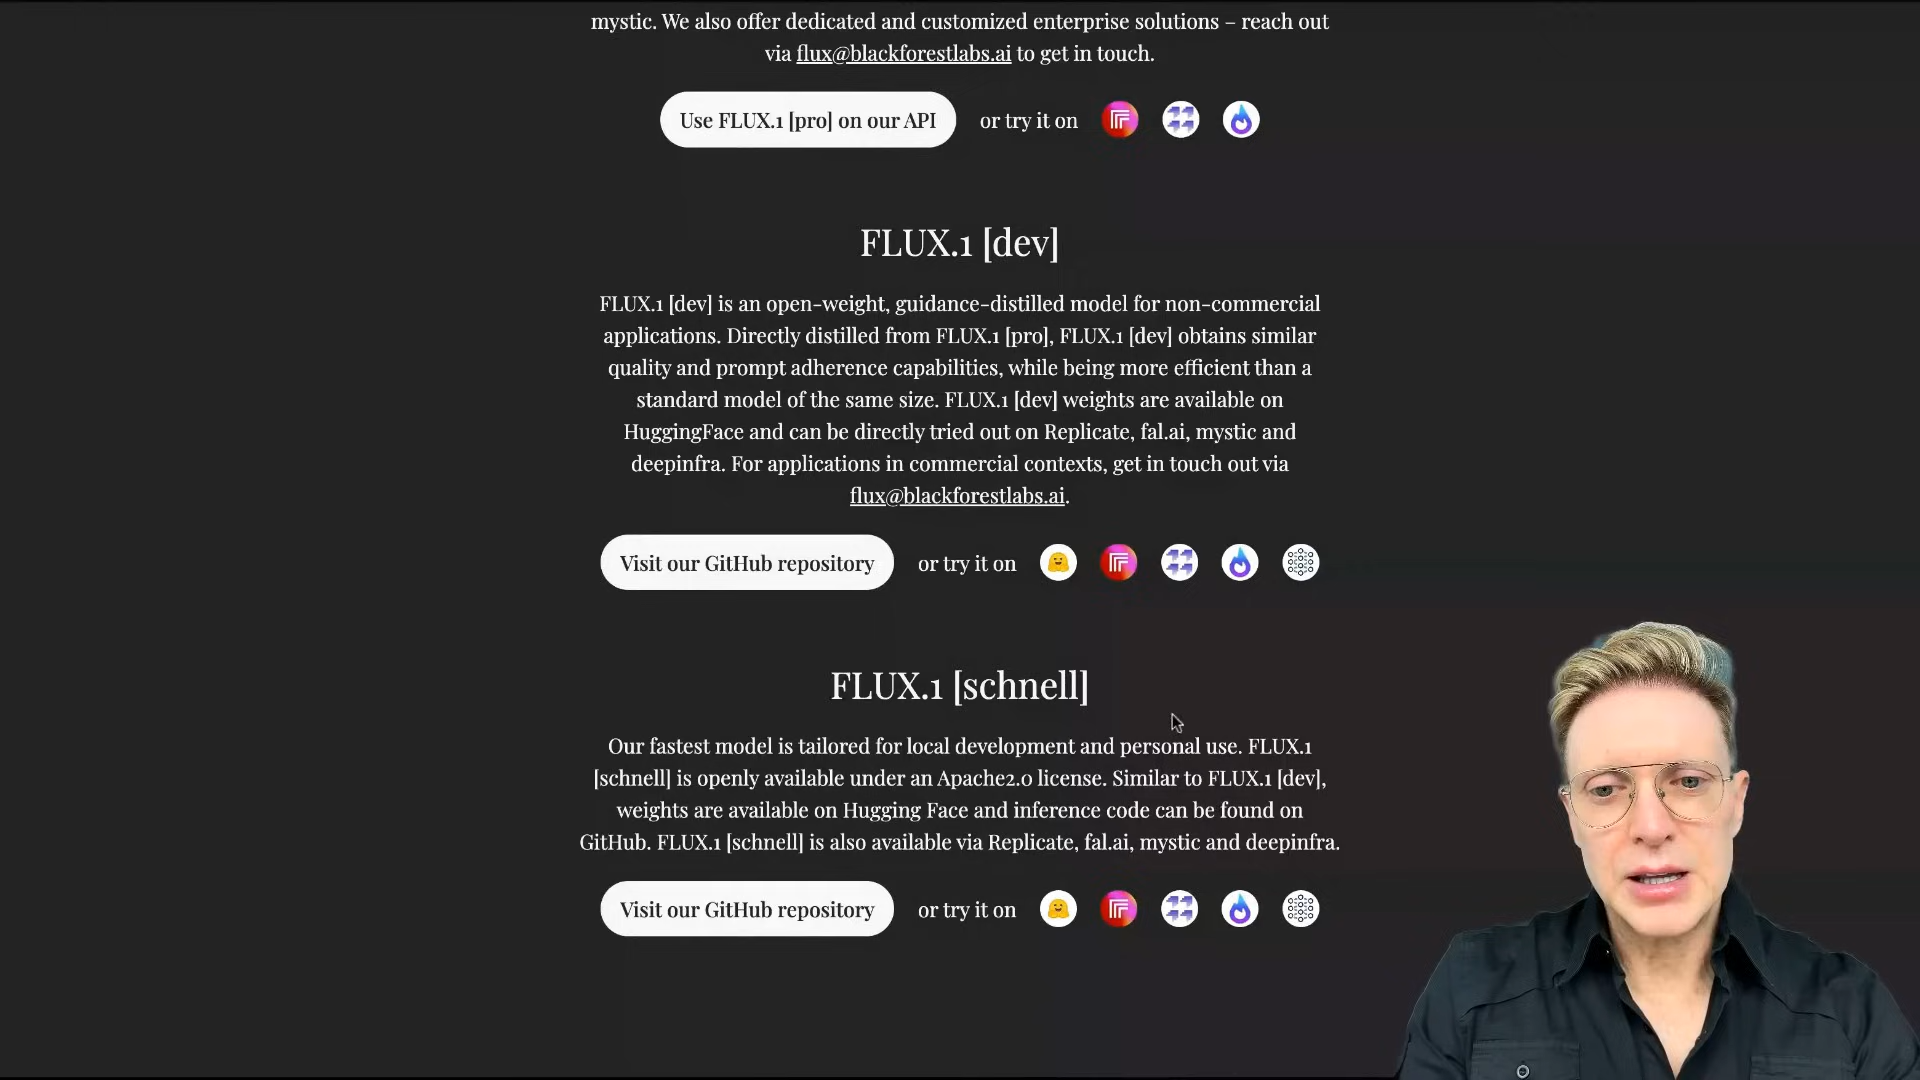 mystic. We also offer dedicated and customized enterprise solutions – reach out
via flux@blackforestlabs.ai to get in touch.
Use FLUX.1 [pro] on our API or try it on
FLUX.1 [dev]
FLUX.1 [dev] is an open-weight, guidance-distilled model for non-commercial
applications. Directly distilled from FLUX.1 [pro], FLUX.1 [dev] obtains similar
quality and prompt adherence capabilities, while being more efficient than a
standard model of the same size. FLUX.1 [dev] weights are available on
HuggingFace and can be directly tried out on Replicate, fal.ai, mystic and
deepinfra. For applications in commercial contexts, get in touch out via
flux@blackforestlabs.ai.
Visit our GitHub repository or try it on
FLUX.1 [schnell]
Our fastest model is tailored for local development and personal use. FLUX.1
[schnell] is openly available under an Apache2.0 license. Similar to FLUX.1 [dev],
weights are available on Hugging Face and inference code can be found on
GitHub. FLUX.1 [schnell] is also available via Replicate, fal.ai, mystic and deepinfra.
Visit our GitHub repository or try it on